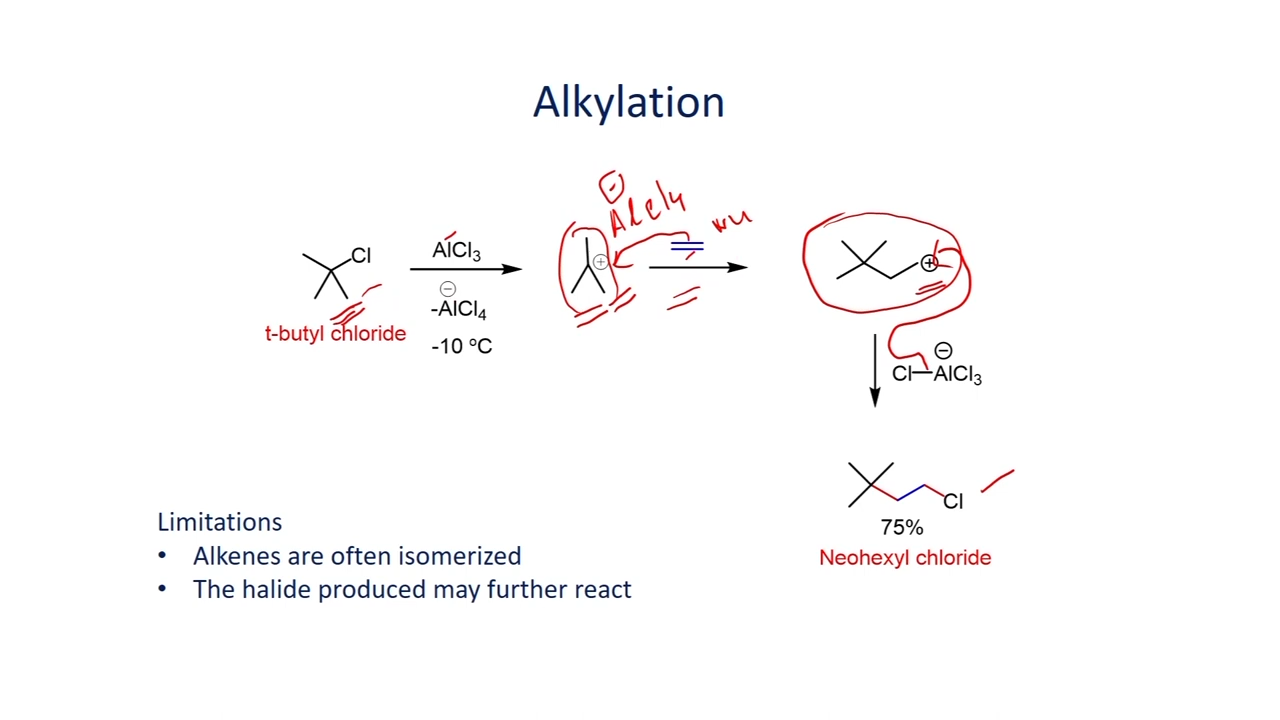 Alkylation
Cl
AlCl3
⊖
-AlCl4
-10 °C
t-butyl chloride
⊖
⊕
⊕
⊖
Cl—AlCl3
Cl
75%
Neohexyl chloride
Limitations
• Alkenes are often isomerized
• The halide produced may further react